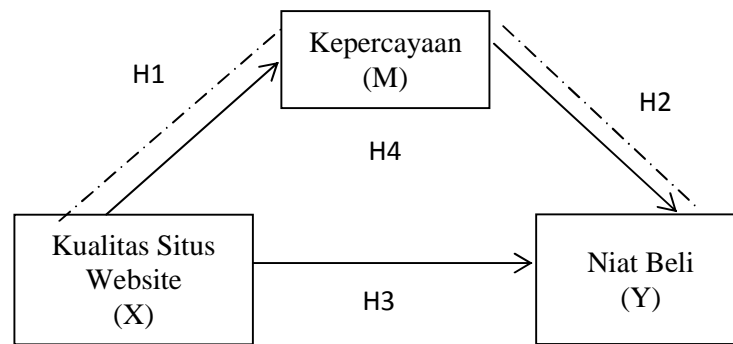 Kepercayaan
(M)
H1
H2
H4
Kualitas Situs
Website
(X)
Niat Beli
(Y)
H3